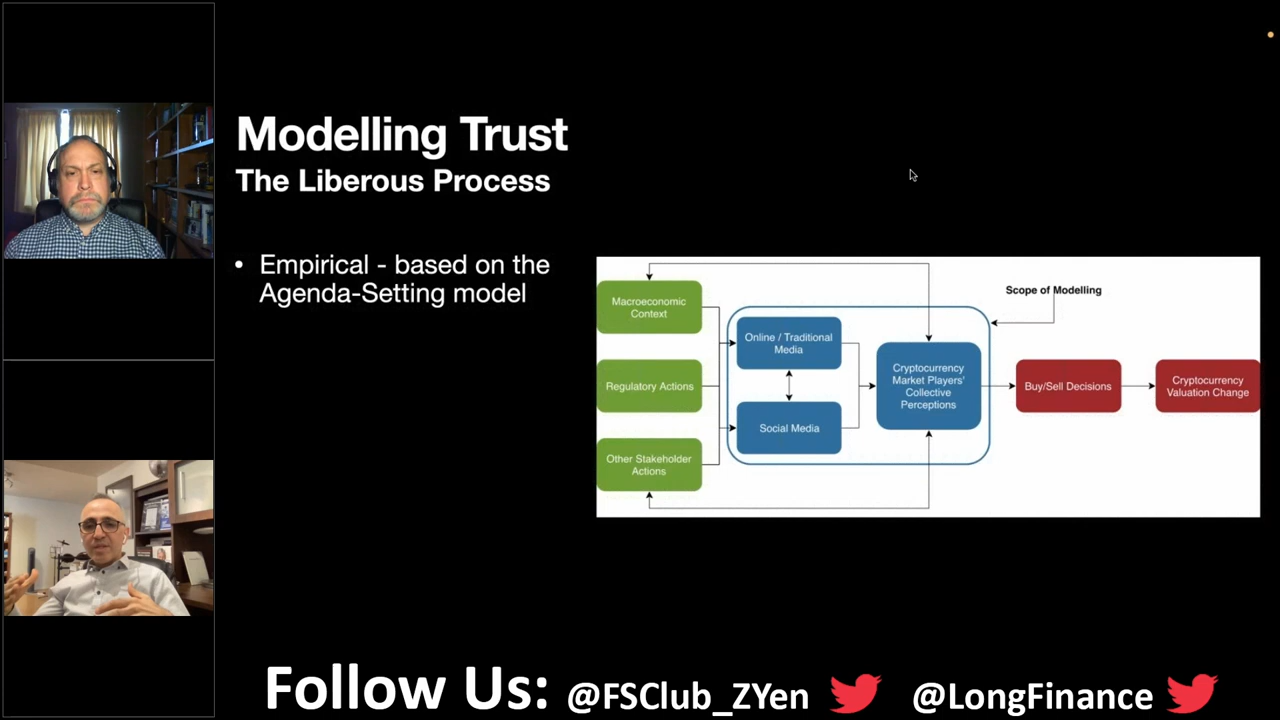 Modelling Trust
The Liberous Process
• Empirical - based on the
Agenda-Setting model
Scope of Modelling
Macroeconomic
Context
Online / Traditional
Media
Cryptocurrency
Market Players'
Collective
Perceptions
Regulatory Actions
Buy/Sell Decisions
Cryptocurrency
Valuation Change
Social Media
Other Stakeholder
Actions
Follow Us: @FSClub_ZYen @LongFinance